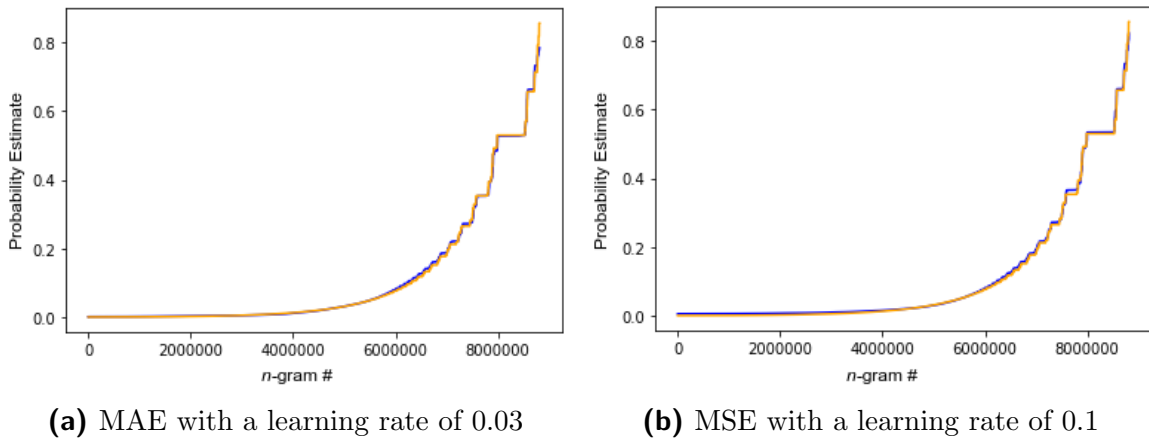 0.8
0.6
0.4
0.2
0.0
Probability Estimate
0 2000000 4000000 6000000 8000000
n-gram #
(a) MAE with a learning rate of 0.03
0.8
0.6
0.4
0.2
0.0
Probability Estimate
0 2000000 4000000 6000000 8000000
n-gram #
(b) MSE with a learning rate of 0.1